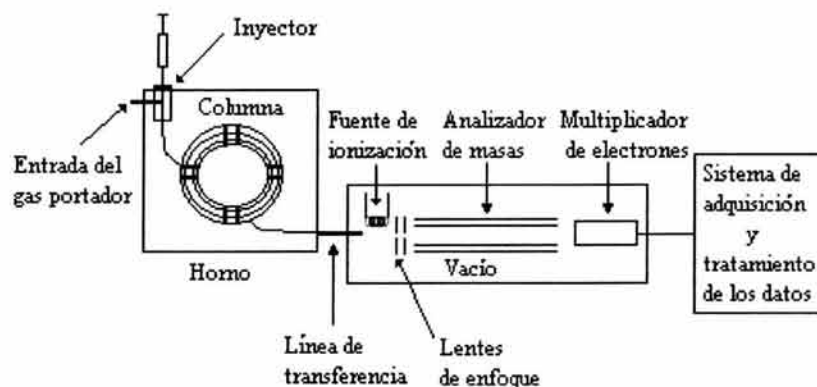 Inyector
Columna
Entrada del
gas portador
Horno
Fuente de
ionización
Analizador
de masas
Multiplicador
de electrones
Vacío
Sistema de
adquisición
y
tratamiento
de los datos
Línea de
transferencia
Lentes
de enfoque